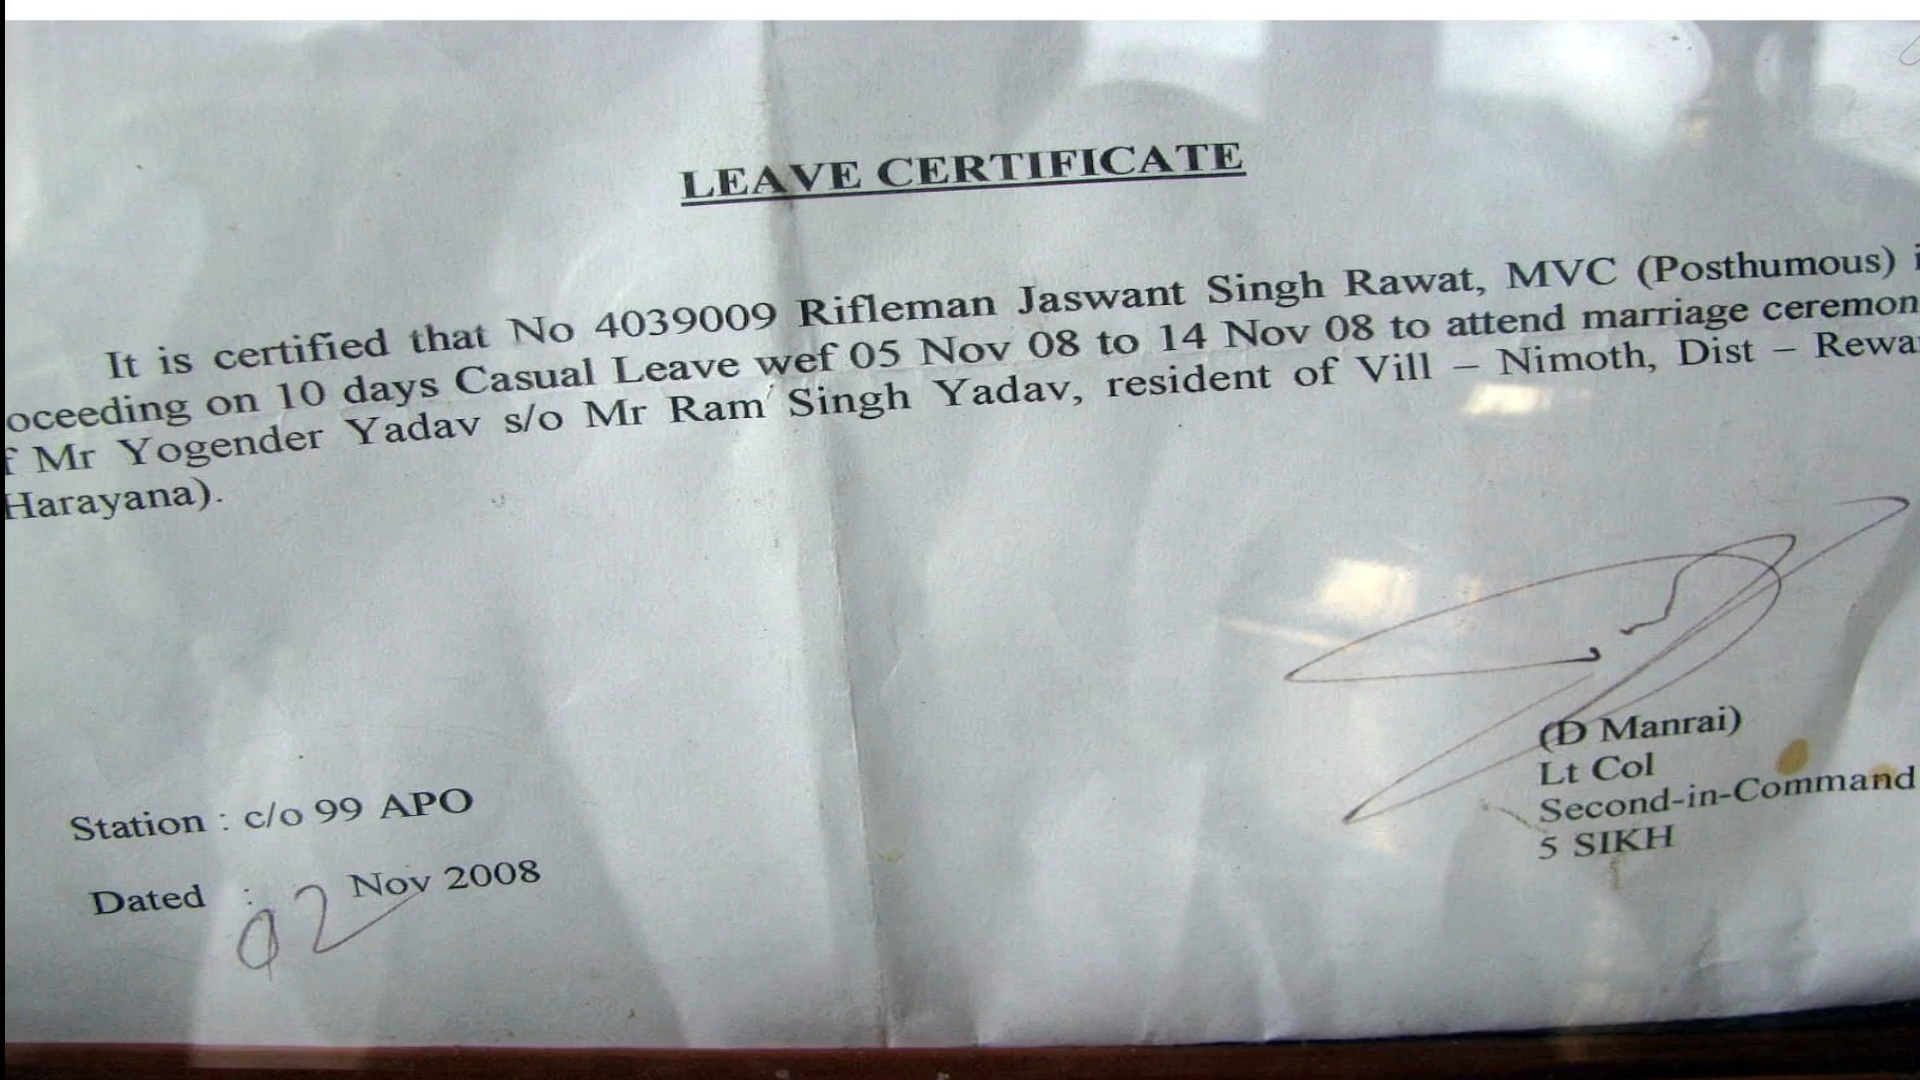 LEAVE CERTIFICATE
It is certified that No 4039009 Rifleman Jaswant Singh Rawat, MVC (Posthumous) i
oceeding on 10 days Casual Leave wef 05 Nov 08 to 14 Nov 08 to attend marriage ceremon
f Mr Yogender Yadav s/o Mr Ram Singh Yadav, resident of Vill – Nimoth, Dist – Rewa
Harayana).
(D Manrai)
Lt Col
Second-in-Command
5 SIKH
Station : c/o 99 APO
Dated : 02 Nov 2008